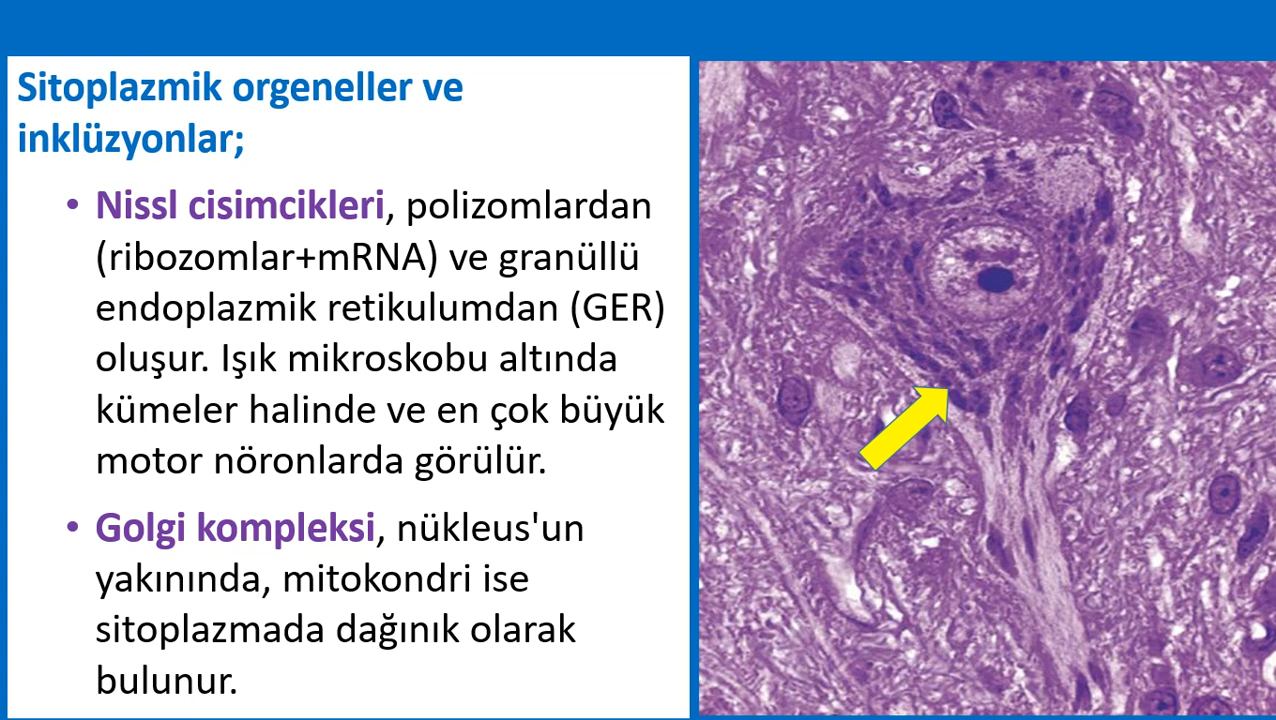 Sitoplazmik orgeneller ve
inklüzyonlar;
• Nissl cisimcikleri, polizomlardan
(ribozomlar+mRNA) ve granüllü
endoplazmik retikulumdan (GER)
oluşur. Işık mikroskobu altında
kümeler halinde ve en çok büyük
motor nöronlarda görülür.
• Golgi kompleksi, nükleus'un
yakınında, mitokondri ise
sitoplazmada dağınık olarak
bulunur.